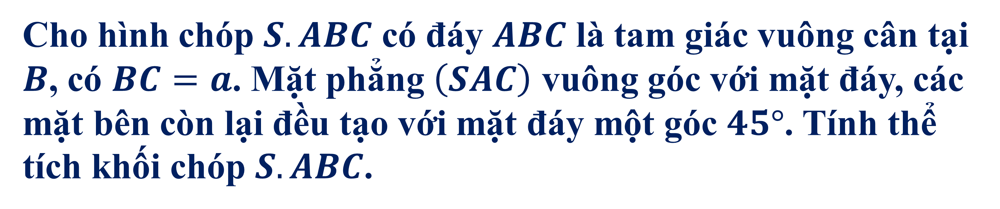 Cho hình chóp S.ABC có đáy ABC là tam giác vuông cân tại
B, có BC = a. Mặt phẳng (SAC) vuông góc với mặt đáy, các
mặt bên còn lại đều tạo với mặt đáy một góc 45°. Tính thể
tích khối chóp S.ABC.